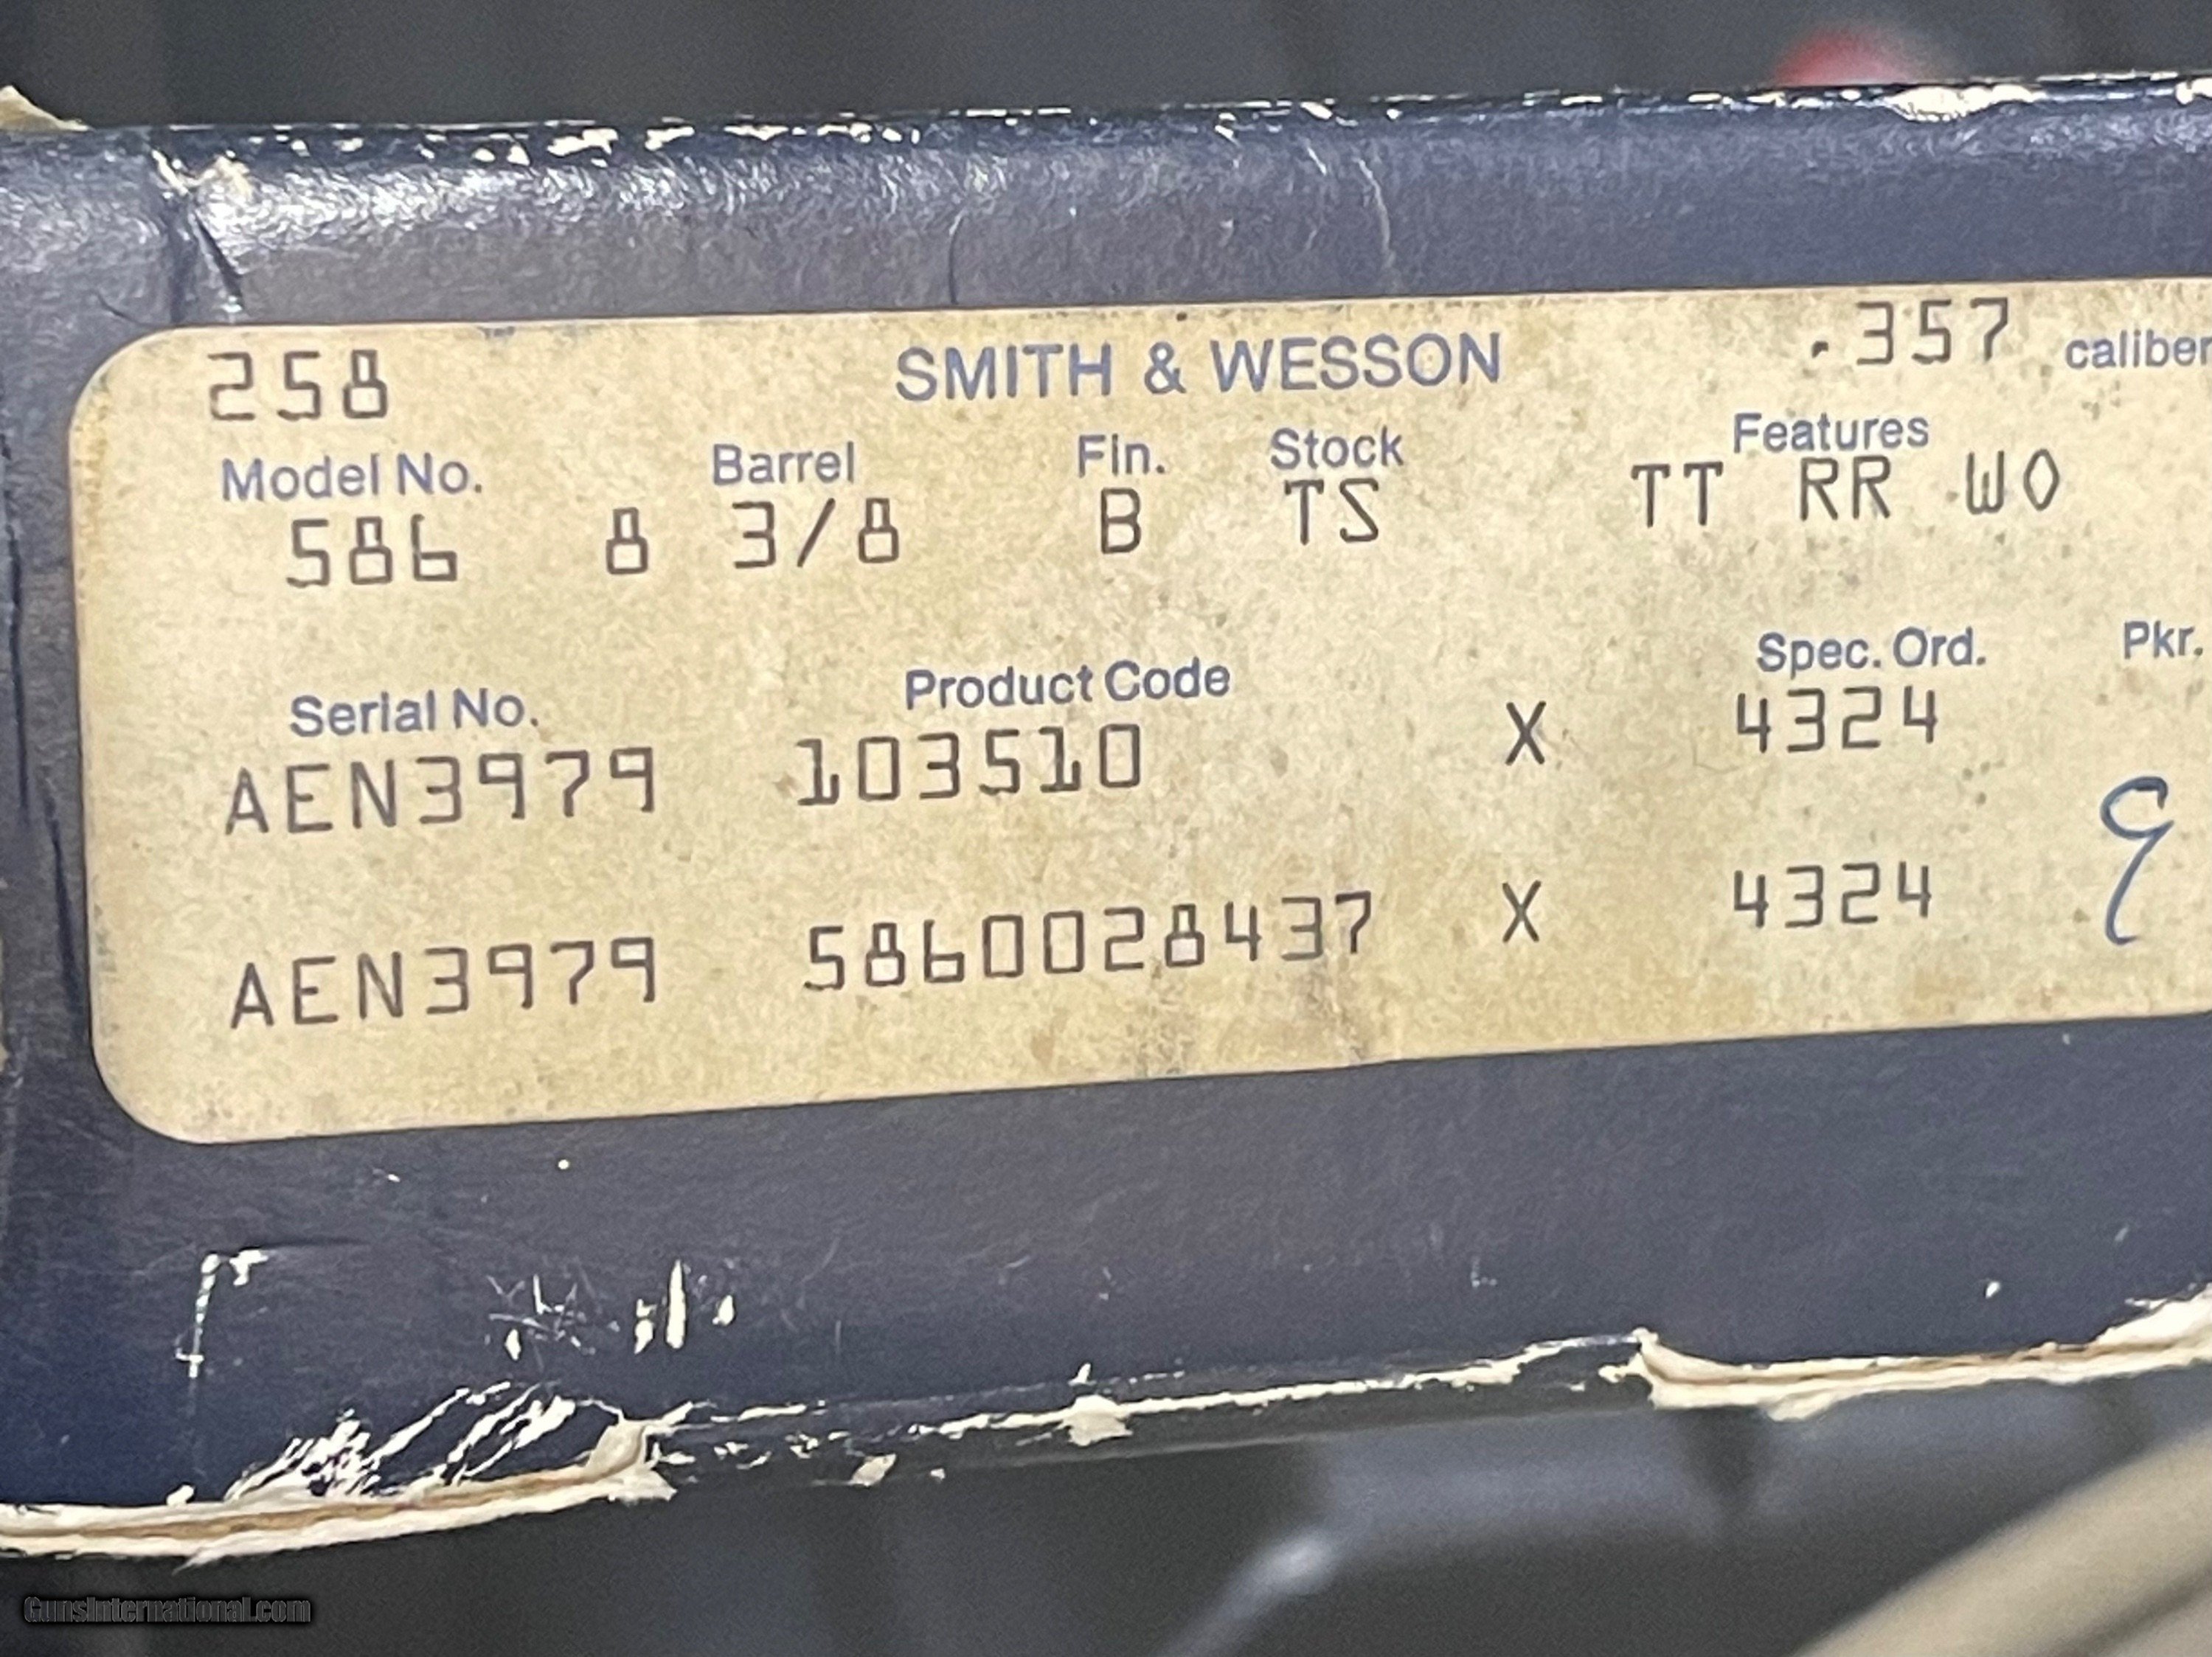 258 SMITH & WESSON .357 caliber
Model No. Barrel Fin. Stock Features
586 8 3/8 B TS TT RR WO
Serial No. Product Code Spec. Ord. Pkr.
AEN3979 103510 X 4324
9
AEN3979 5860028437 X 4324
GunsInternational.com